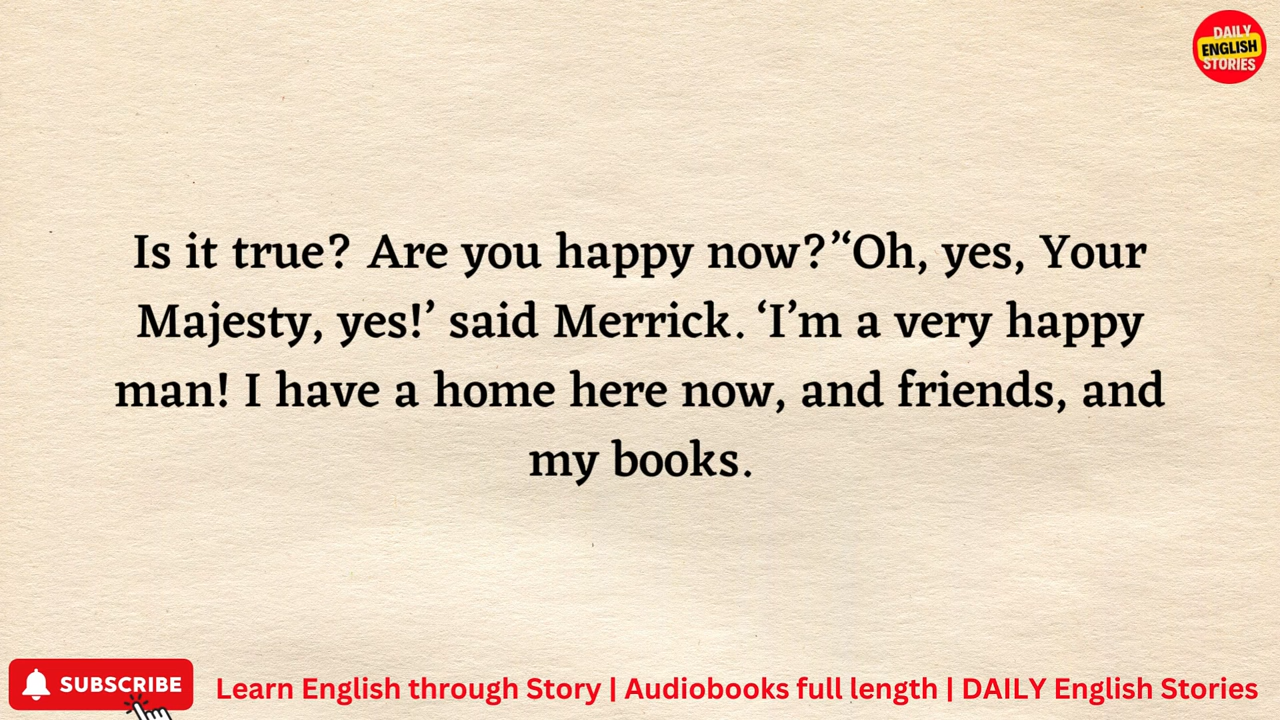 DAILY
ENGLISH
STORIES
Is it true? Are you happy now?’‘Oh, yes, Your
Majesty, yes!’ said Merrick. ‘I’m a very happy
man! I have a home here now, and friends, and
my books.
SUBSCRIBE
Learn English through Story | Audiobooks full length | DAILY English Stories